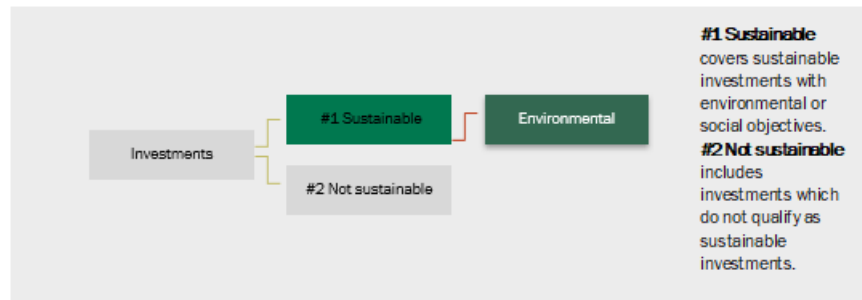 Investments
#1 Sustainable
Environmental
#2 Not sustainable
#1 Sustainable
covers sustainable
investments with
environmental or
social objectives.
#2 Not sustainable
includes
investments which
do not qualify as
sustainable
investments.